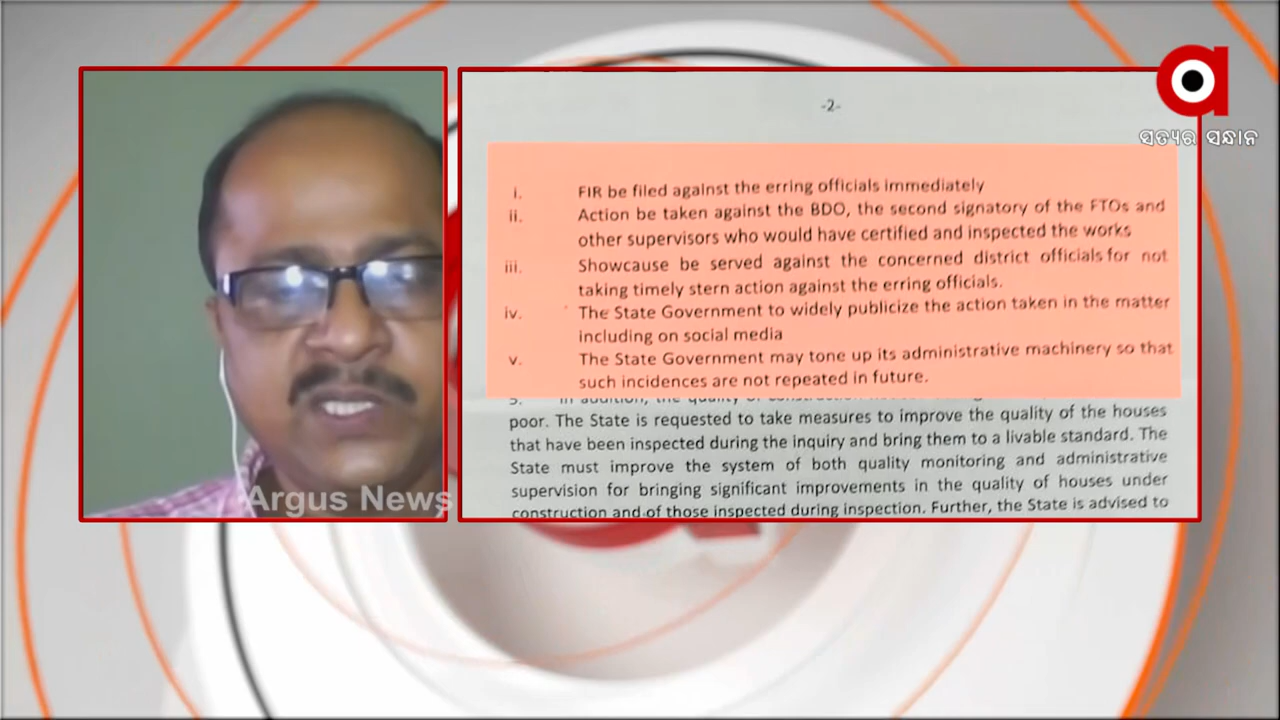 -2-
ସତ୍ୟର ସନ୍ଧାନ
i. FIR be filed against the erring officials immediately
ii. Action be taken against the BDO, the second signatory of the FTOs and
other supervisors who would have certified and inspected the works
iii. Showcause be served against the concerned district officials for not
taking timely stern action against the erring officials.
iv. The State Government to widely publicize the action taken in the matter
including on social media
v. The State Government may tone up its administrative machinery so that
such incidences are not repeated in future.
5. In addition, the quality of
poor. The State is requested to take measures to improve the quality of the houses
that have been inspected during the inquiry and bring them to a livable standard. The
State must improve the system of both quality monitoring and administrative
supervision for bringing significant improvements in the quality of houses under
construction and of those inspected during inspection. Further, the State is advised to
Argus News